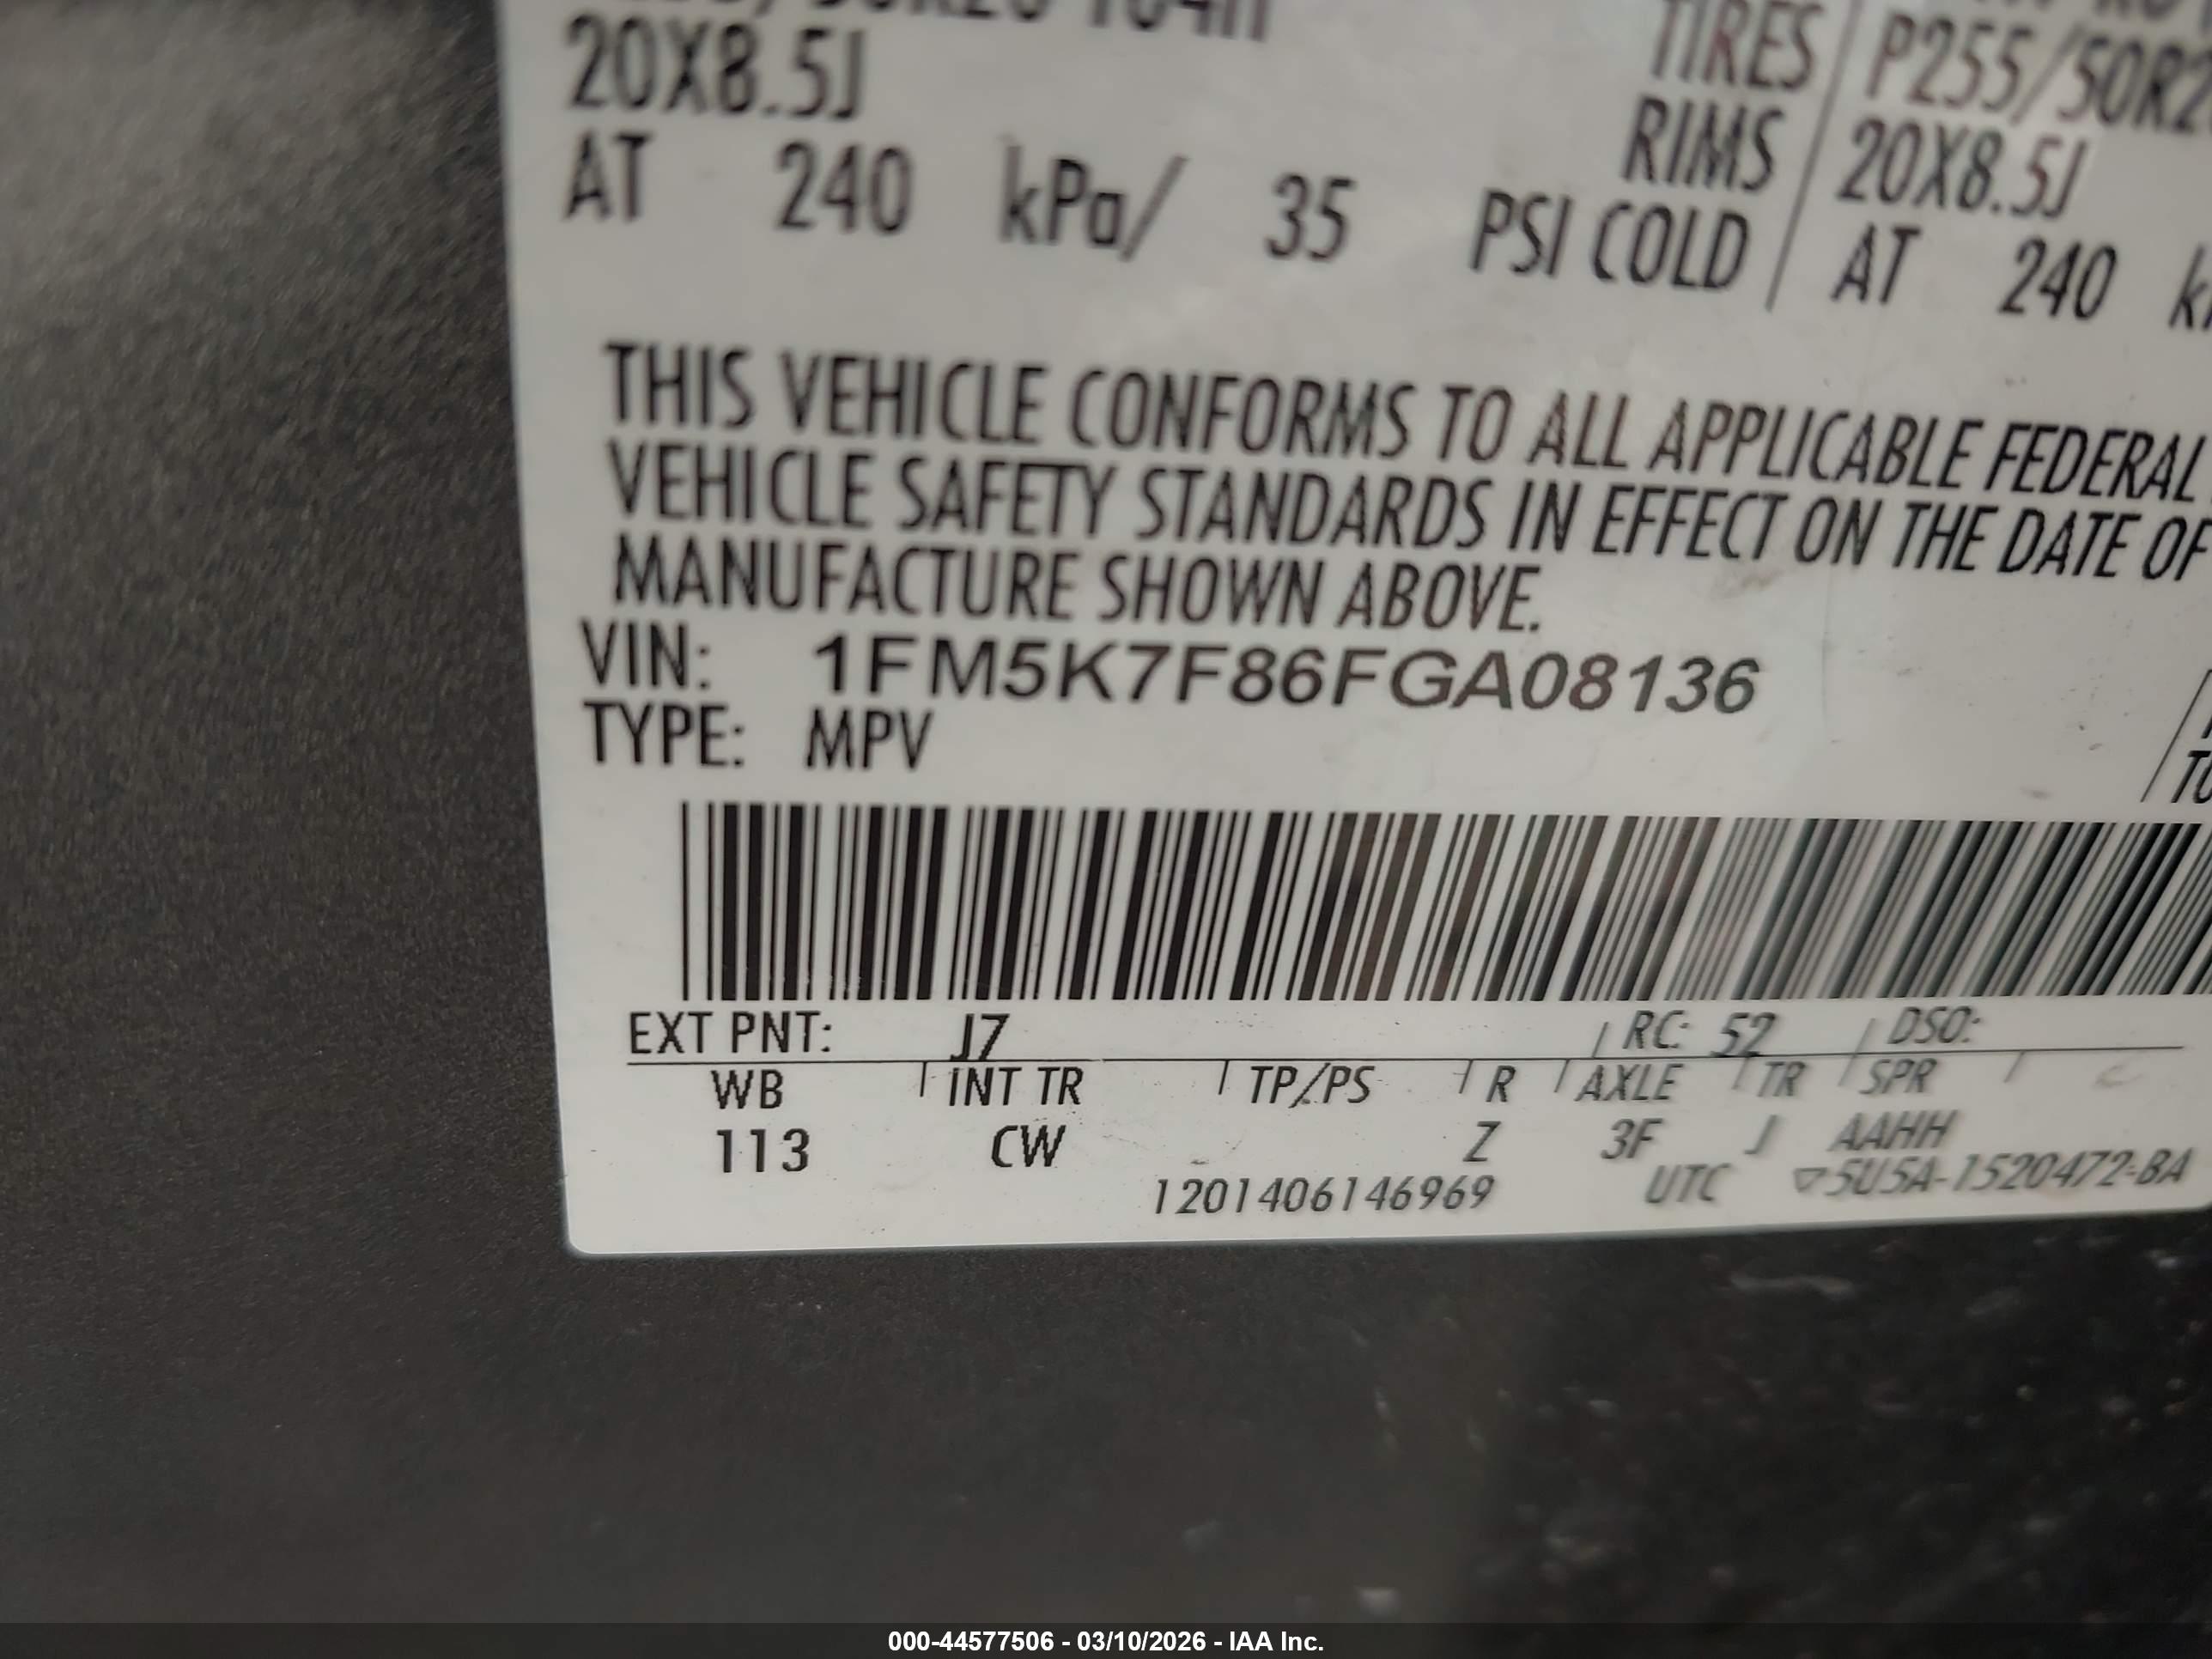 20X8.5J
AT 240 kPa/ 35 PSI COLD
TIRES P255/50R2
RIMS 20X8.5J
AT 240
THIS VEHICLE CONFORMS TO ALL APPLICABLE FEDERAL
VEHICLE SAFETY STANDARDS IN EFFECT ON THE DATE OF
MANUFACTURE SHOWN ABOVE.
VIN: 1FM5K7F86FGA08136
TYPE: MPV
EXT PNT: J7 RC: 52 DSO:
WB INT TR TP/PS R AXLE TR SPR
113 CW Z 3F J AAHH
1201406146969 UTC ▽5U5A-1520472-BA
000-44577506 - 03/10/2026 - IAA Inc.